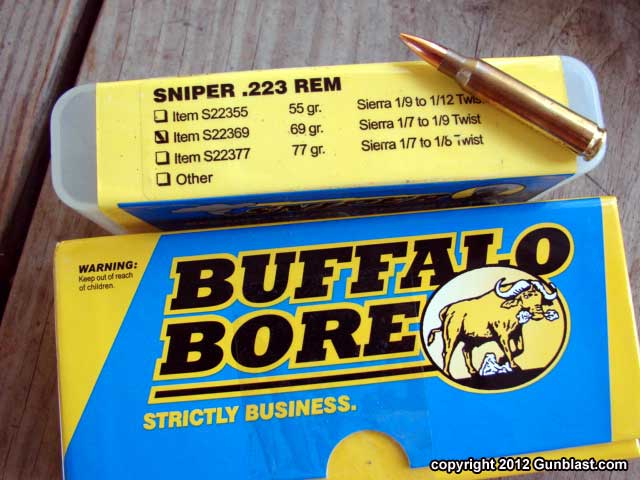 SNIPER .223 REM
Item S22355 55 gr. Sierra 1/9 to 1/12 Twist
Item S22369 69 gr. Sierra 1/7 to 1/9 Twist
Item S22377 77 gr. Sierra 1/7 to 1/8 Twist
Other
WARNING:
Keep out of reach
of children.
BUFFALO
BORE
STRICTLY BUSINESS.
copyright 2012 Gunblast.com